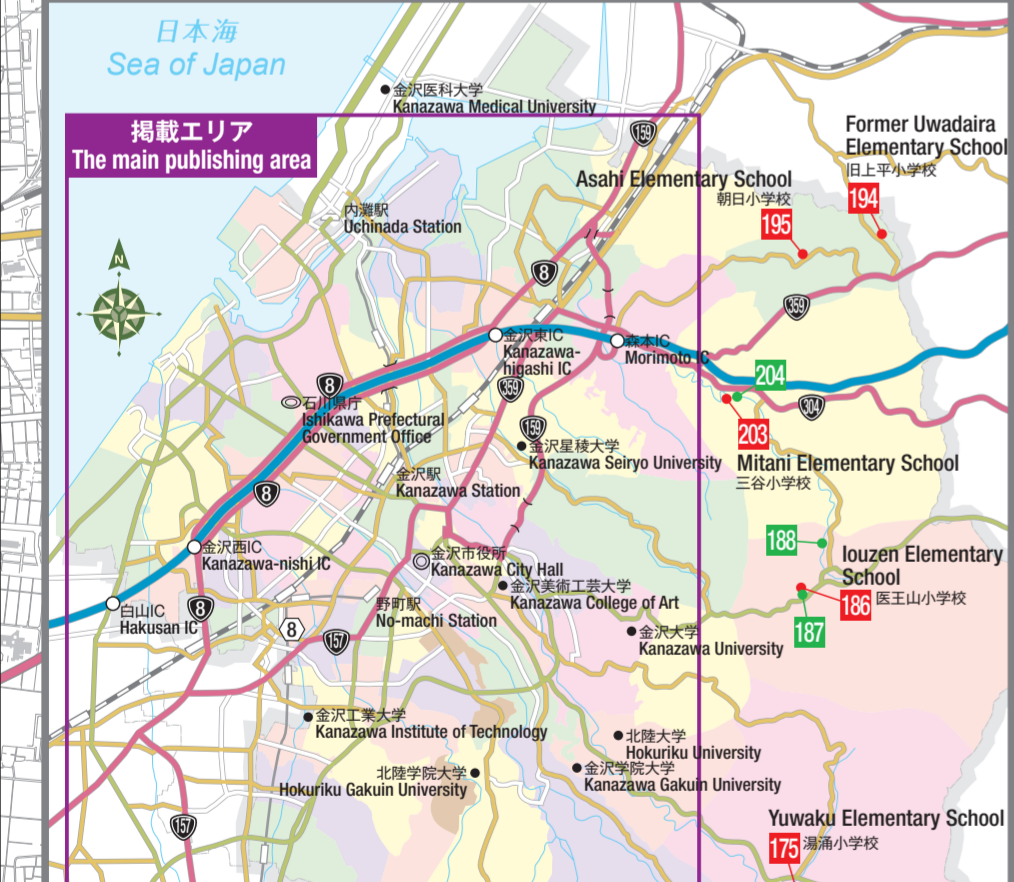 日本海
Sea of Japan
金沢医科大学
Kanazawa Medical University
掲載エリア
The main publishing area
159
Former Uwadaira
Elementary School
旧上平小学校
194
Asahi Elementary School
朝日小学校
195
内灘駅
Uchinada Station
N
8
359
金沢東IC
Kanazawa-
higashi IC
森本IC
Morimoto IC
204
8
石川県庁
Ishikawa Prefectural
Government Office
359
159
304
203
金沢星稜大学
Kanazawa Seiryo University
Mitani Elementary School
三谷小学校
金沢駅
Kanazawa Station
8
188
金沢西IC
Kanazawa-nishi IC
金沢市役所
Kanazawa City Hall
Iouzen Elementary
School
医王山小学校
186
187
金沢美術工芸大学
Kanazawa College of Art
白山IC
Hakusan IC
8
野町駅
No-machi Station
8
157
金沢大学
Kanazawa University
金沢工業大学
Kanazawa Institute of Technology
北陸大学
Hokuriku University
北陸学院大学
Hokuriku Gakuin University
金沢学院大学
Kanazawa Gakuin University
157
Yuwaku Elementary School
175
湯涌小学校